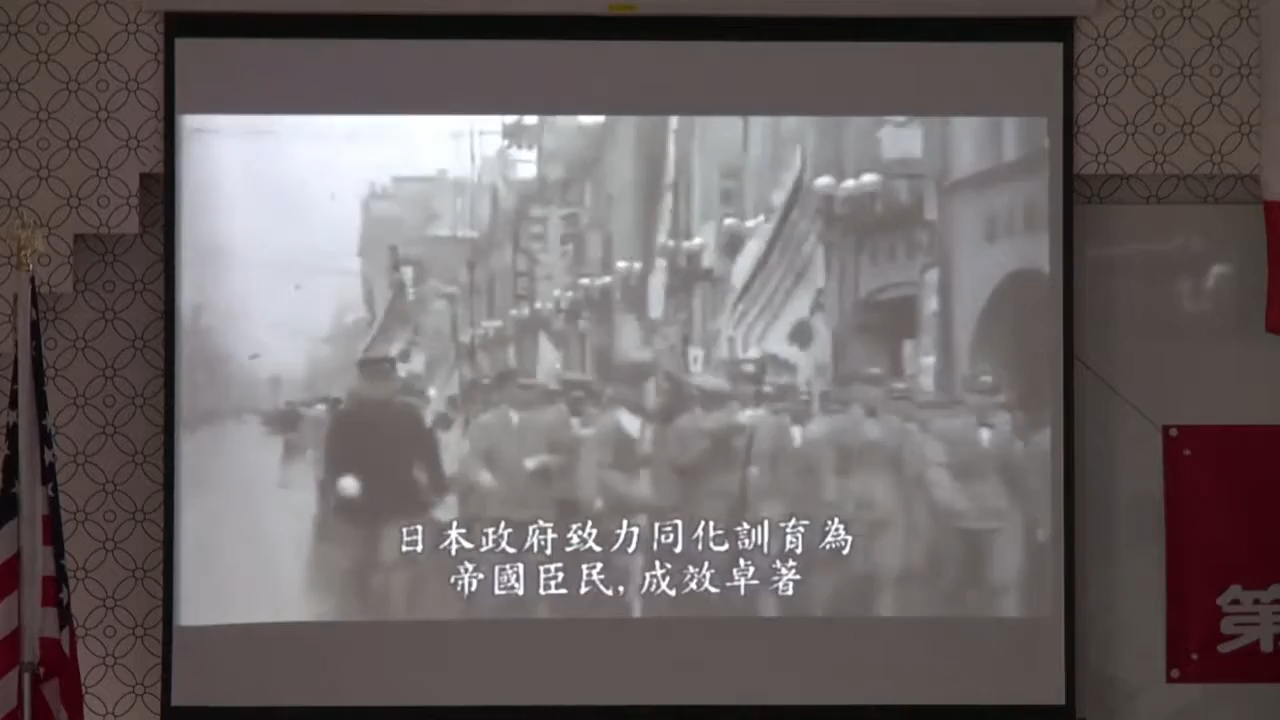 日本政府致力同化訓育為
帝國臣民,成效卓著
第